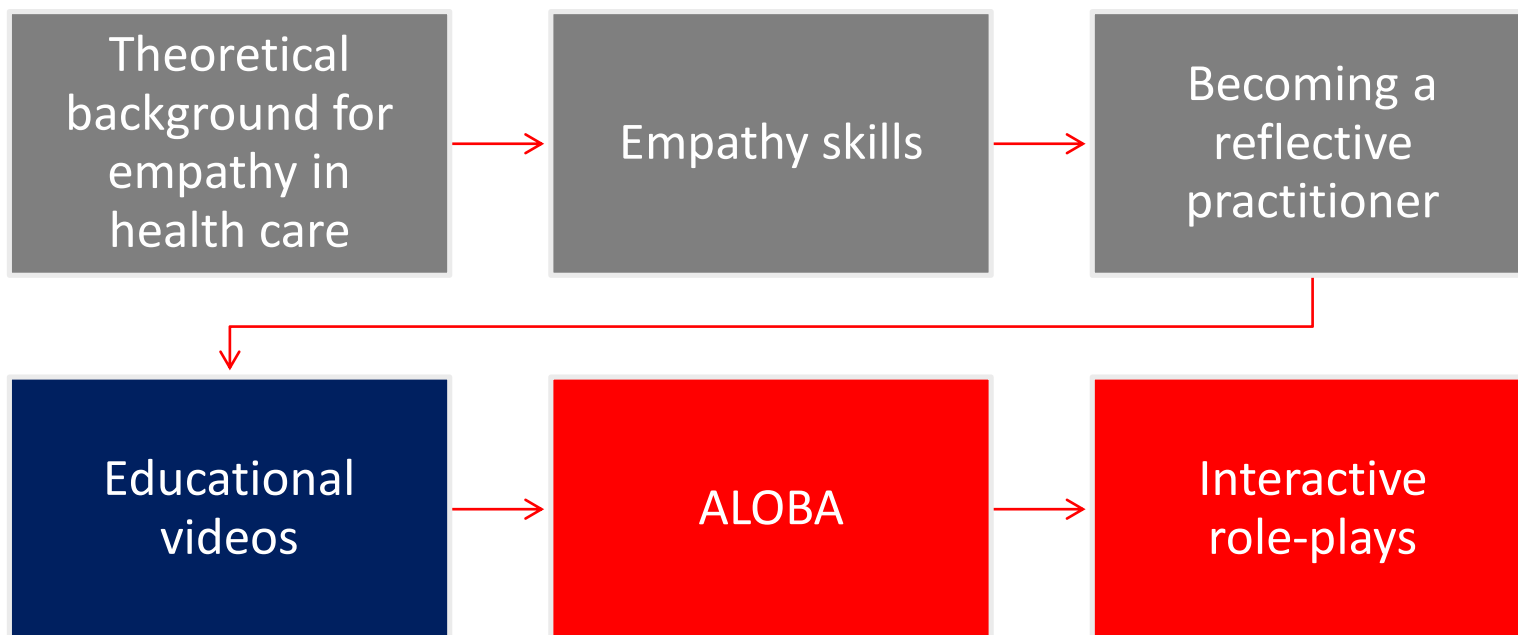 Theoretical
background for
empathy in
health care
Empathy skills
Becoming a
reflective
practitioner
Educational
videos
ALOBA
Interactive
role-plays